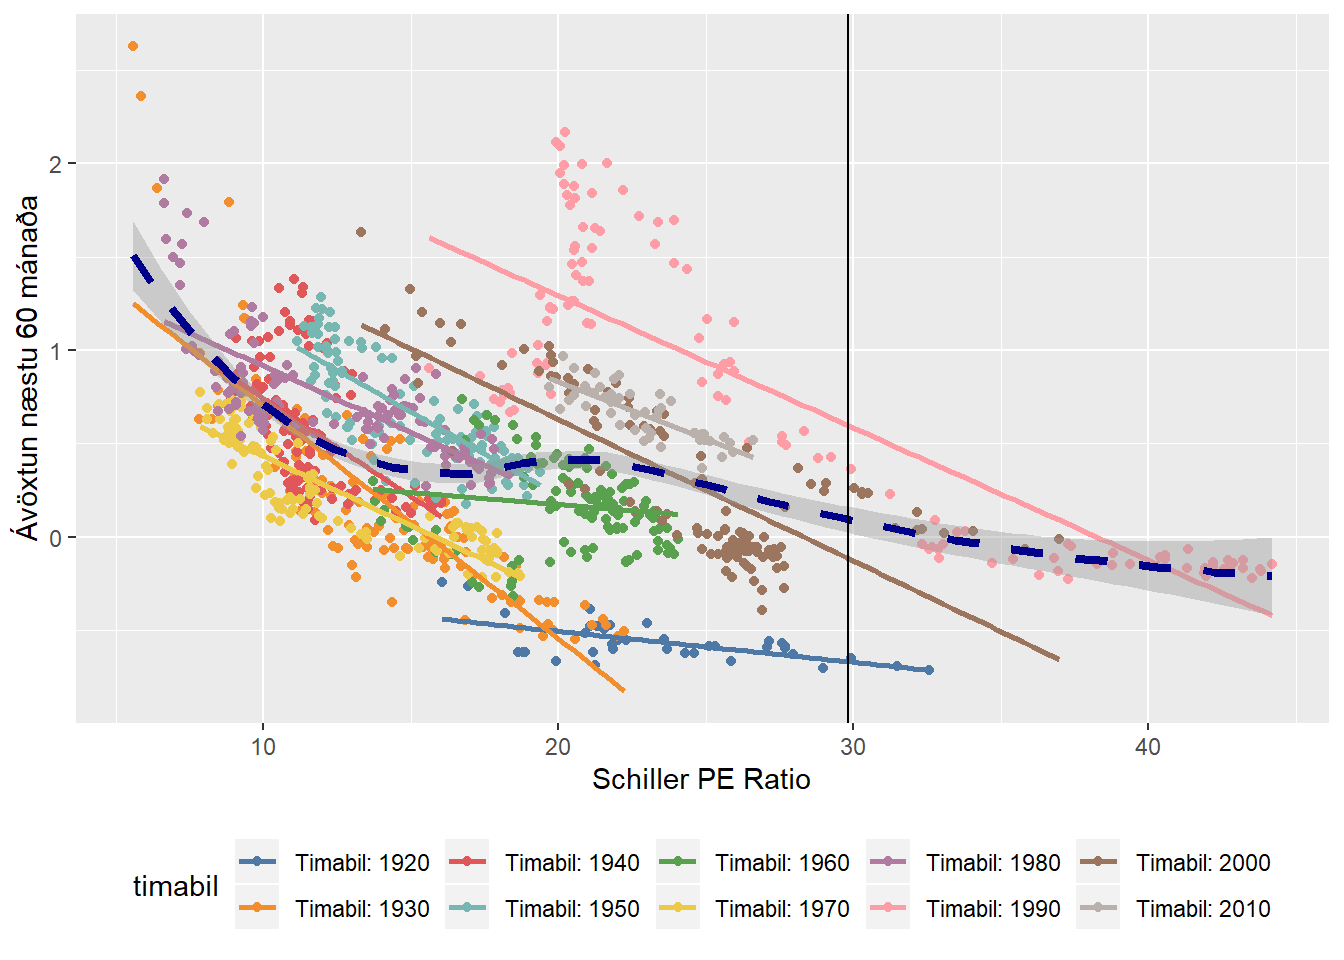 Ávöxtun næstu 60 mánaða
2
1
0
10 20 30 40
Schiller PE Ratio
timabil
Timabil: 1920 Timabil: 1940 Timabil: 1960 Timabil: 1980 Timabil: 2000
Timabil: 1930 Timabil: 1950 Timabil: 1970 Timabil: 1990 Timabil: 2010